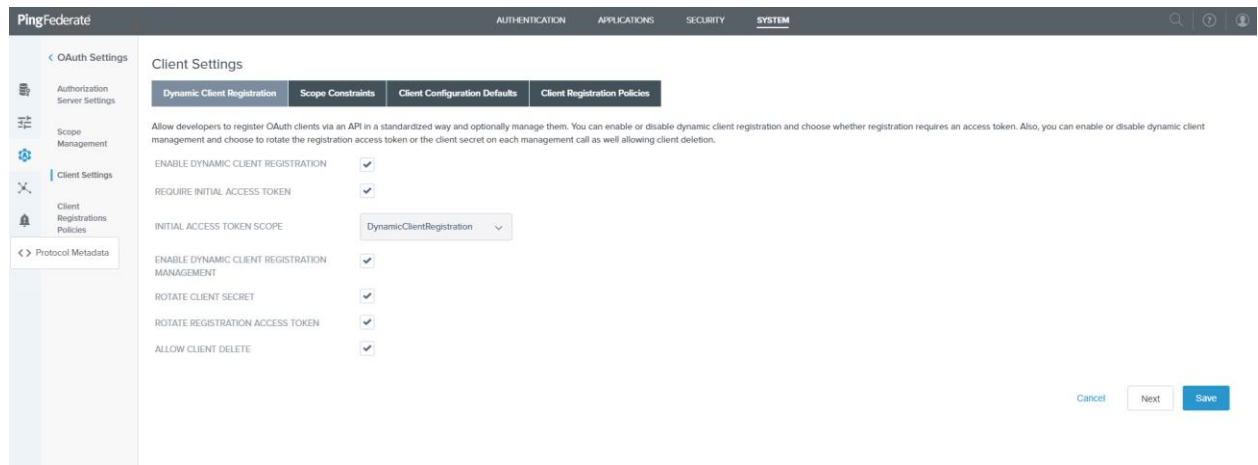 PingFederate
AUTHENTICATION
APPLICATIONS
SECURITY
SYSTEM
OAuth Settings
Authorization
Server Settings
Scope
Management
Client Settings
Client
Registrations
Policies
<> Protocol Metadata
Client Settings
Dynamic Client Registration
Scope Constraints
Client Configuration Defaults
Client Registration Policies
Allow developers to register OAuth clients via an API in a standardized way and optionally manage them. You can enable or disable dynamic client registration and choose whether registration requires an access token. Also, you can enable or disable dynamic client
management and choose to rotate the registration access token or the client secret on each management call as well allowing client deletion.
ENABLE DYNAMIC CLIENT REGISTRATION
REQUIRE INITIAL ACCESS TOKEN
INITIAL ACCESS TOKEN SCOPE
DynamicClientRegistration
ENABLE DYNAMIC CLIENT REGISTRATION
MANAGEMENT
ROTATE CLIENT SECRET
ROTATE REGISTRATION ACCESS TOKEN
ALLOW CLIENT DELETE
Cancel
Next
Save